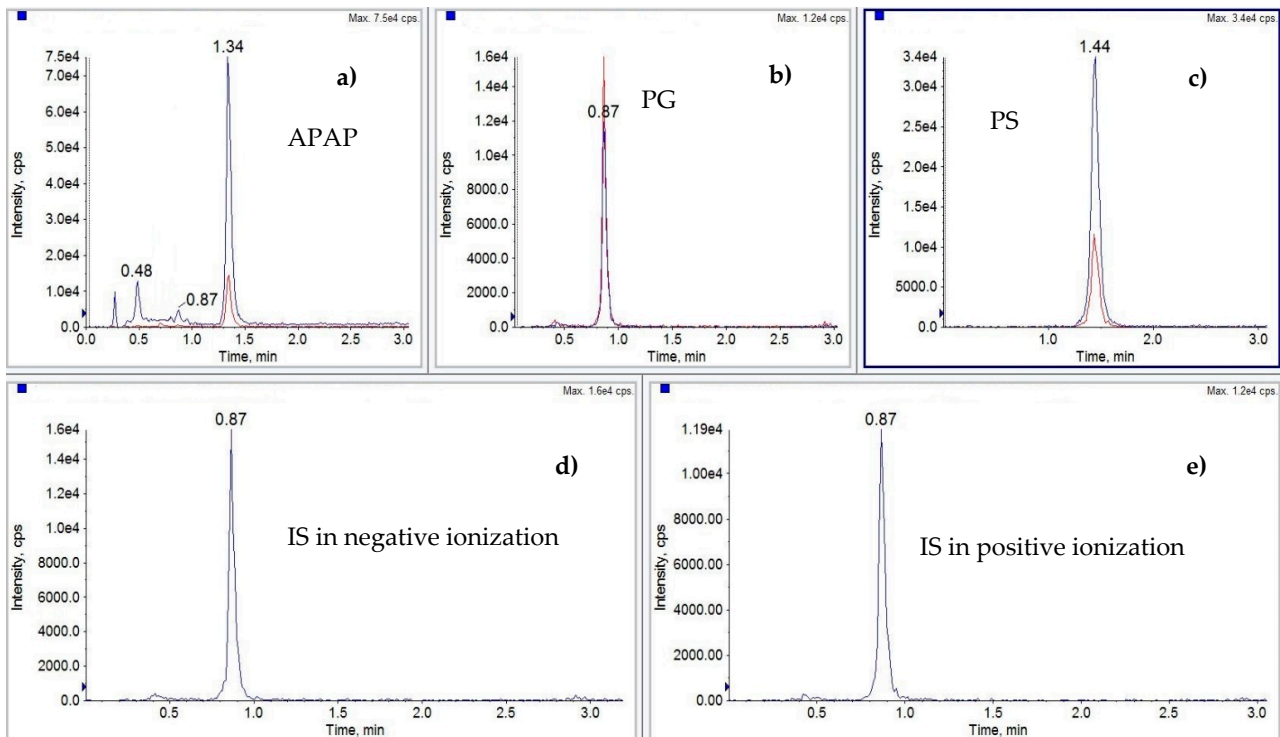 Max. 7.5e4 cps.
1.34
a)
APAP
0.48
0.87
7.5e4
7.0e4
6.0e4
5.0e4
4.0e4
3.0e4
2.0e4
1.0e4
0.0
Intensity, cps
0.0 0.5 1.0 1.5 2.0 2.5 3.0
Time, min
Max. 1.2e4 cps.
b)
PG
0.87
1.6e4
1.4e4
1.2e4
1.0e4
8000.0
6000.0
4000.0
2000.0
0.0
Intensity, cps
0.5 1.0 1.5 2.0 2.5 3.0
Time, min
Max. 3.4e4 cps.
1.44
c)
PS
3.4e4
3.0e4
2.5e4
2.0e4
1.5e4
1.0e4
5000.0
0.0
Intensity, cps
1.0 2.0 3.0
Time, min
Max. 1.6e4 cps.
0.87
d)
IS in negative ionization
1.6e4
1.4e4
1.2e4
1.0e4
8000.0
6000.0
4000.0
2000.0
0.0
Intensity, cps
0.5 1.0 1.5 2.0 2.5 3.0
Time, min
Max. 1.2e4 cps.
0.87
e)
IS in positive ionization
1.19e4
1.00e4
8000.00
6000.00
4000.00
2000.00
0.00
Intensity, cps
0.5 1.0 1.5 2.0 2.5 3.0
Time, min